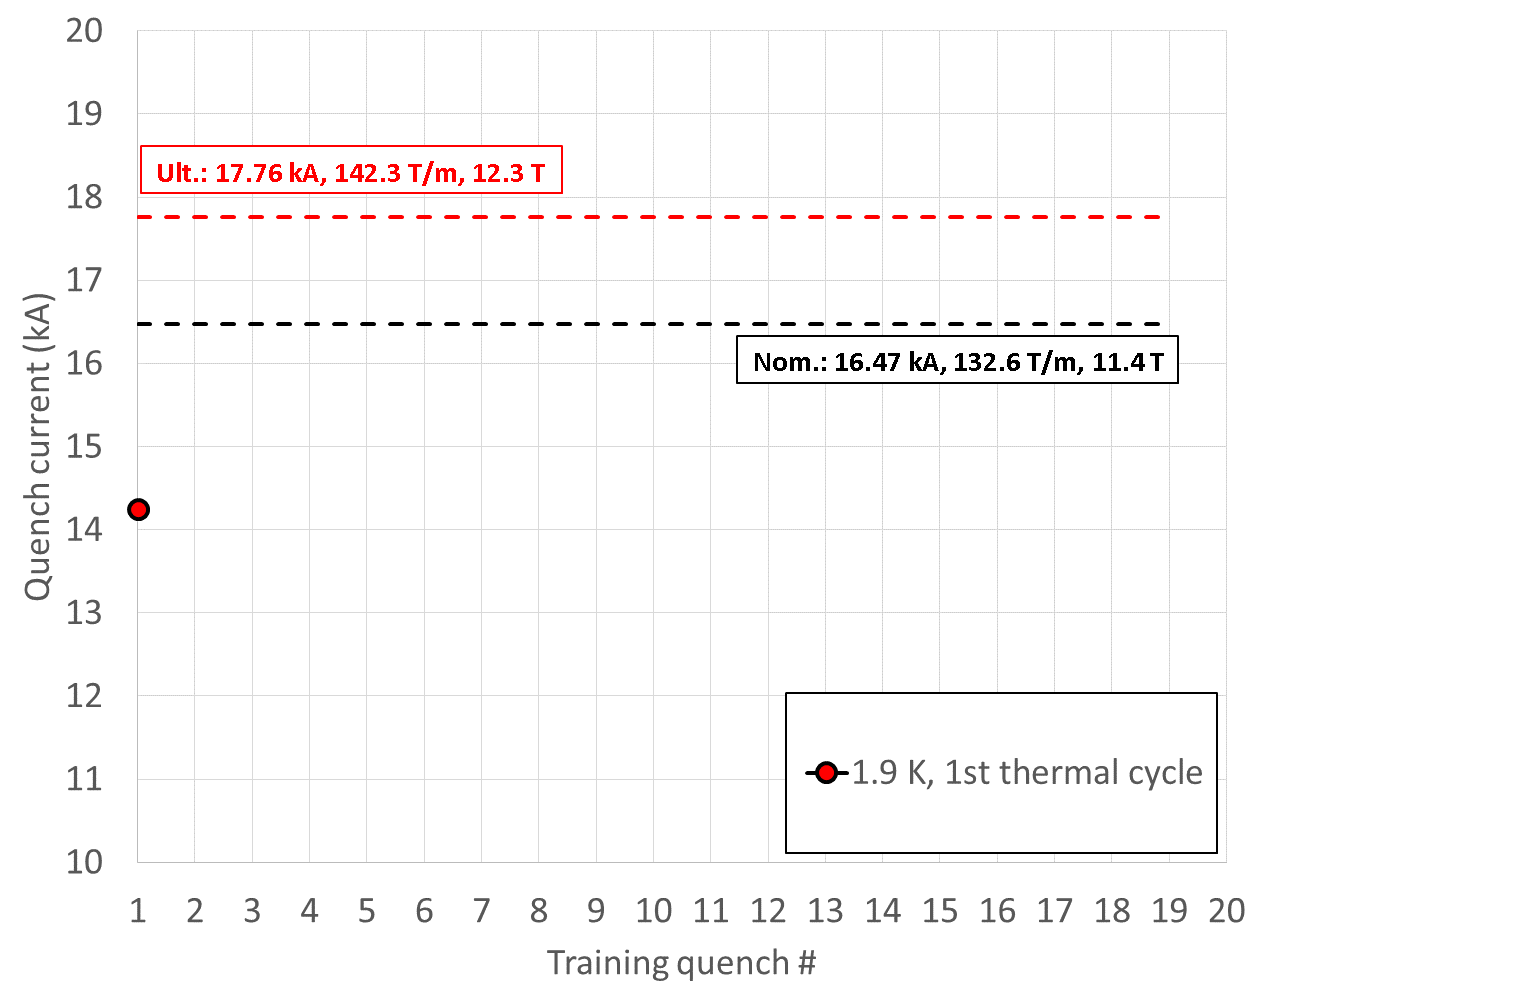 20
19
Ult.: 17.76 kA, 142.3 T/m, 12.3 T
18
17
Nom.: 16.47 kA, 132.6 T/m, 11.4 T
16
15
14
13
12
11
10
Quench current (kA)
1.9 K, 1st thermal cycle
1 2 3 4 5 6 7 8 9 10 11 12 13 14 15 16 17 18 19 20
Training quench #